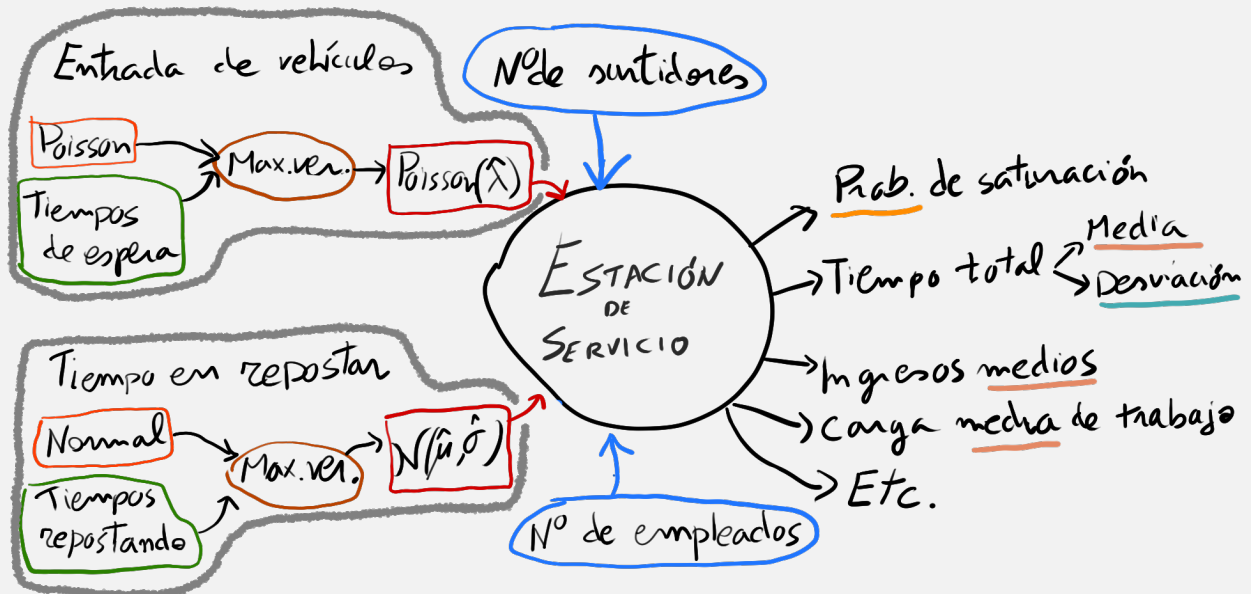 Entrada de vehículos
Poisson
Tiempos
de espera
Max.ver.
Poisson(λ̂)
Nº de surtidores
Tiempo en repostar
Normal
Tiempos
repostando
Max.ver.
N(μ̂,σ̂)
ESTACIÓN
DE
SERVICIO
Nº de empleados
Prab. de saturación
Tiempo total
Media
Desviación
Ingresos medios
Carga media de trabajo
Etc.